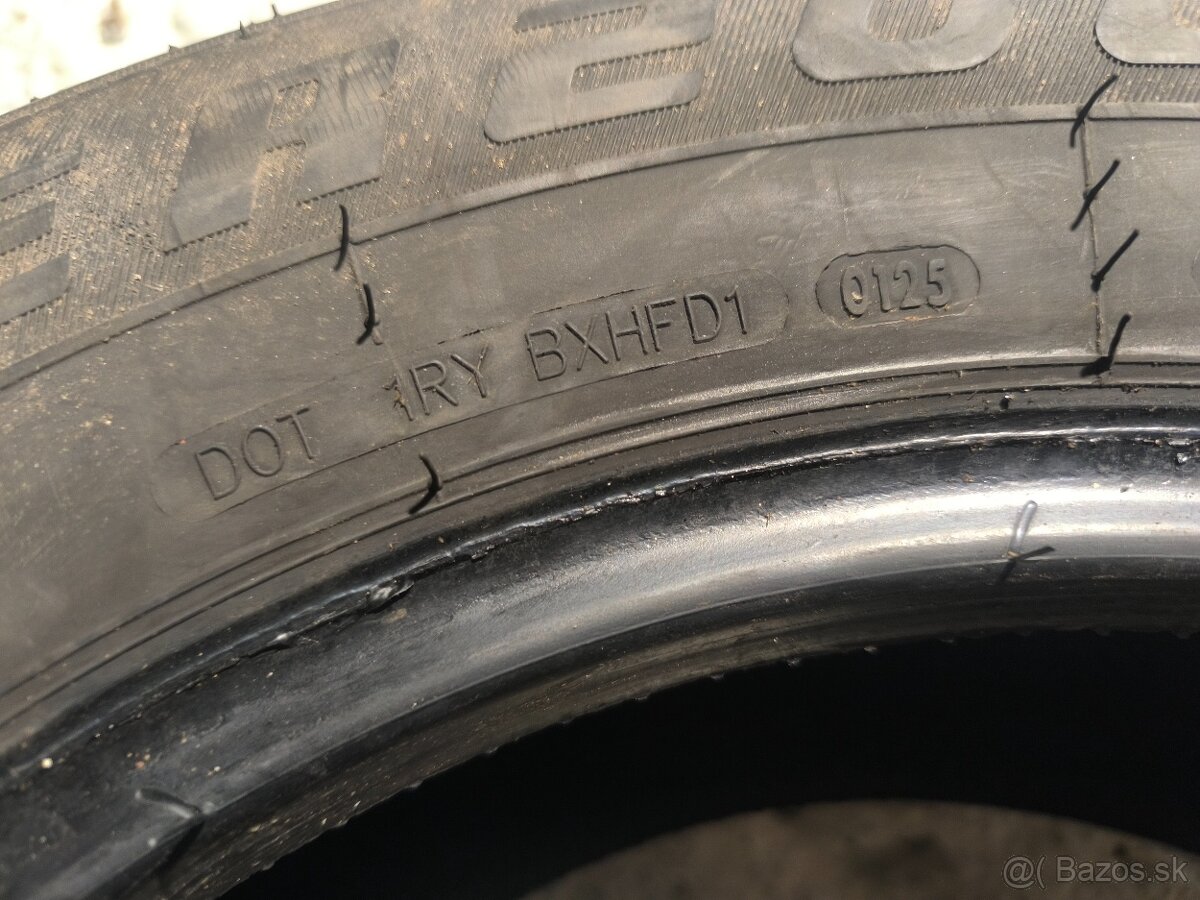 DOT 1RY BXHFD1 0125
@( Bazos.sk